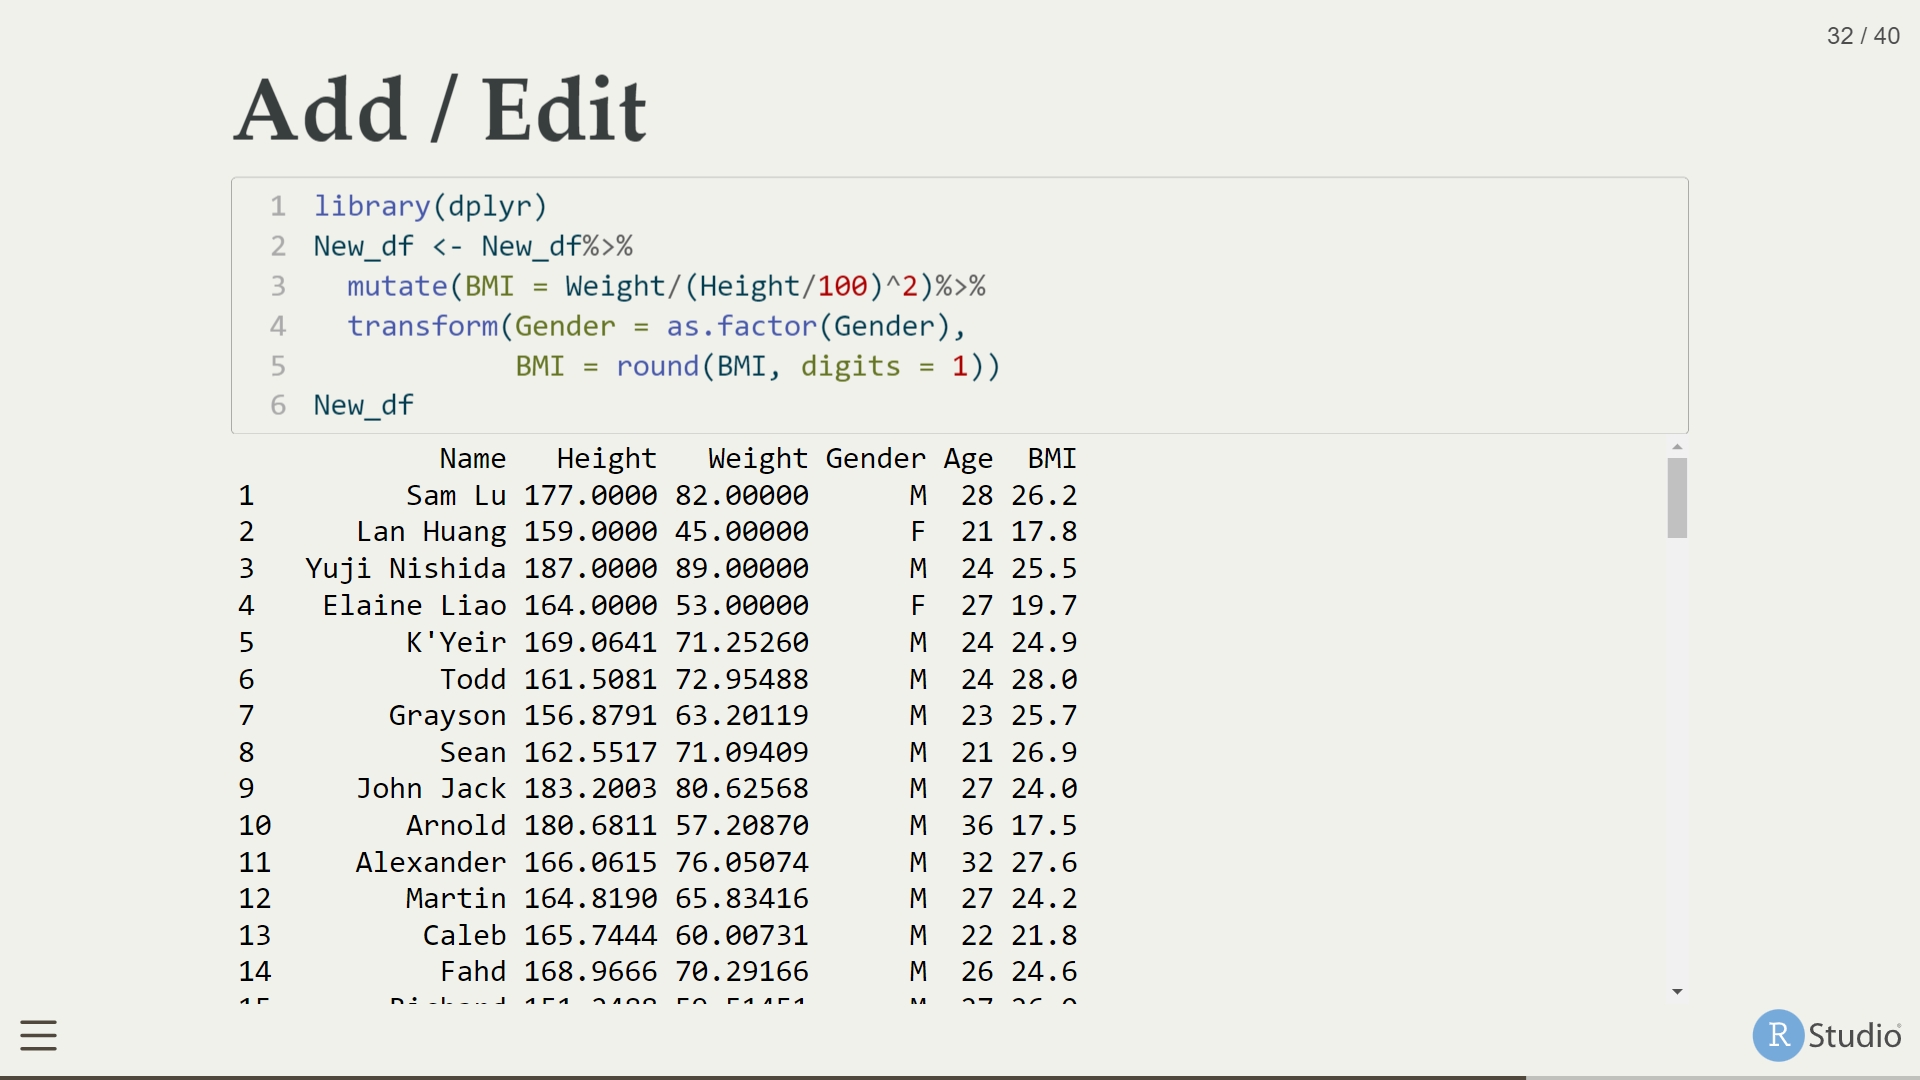 32 / 40
Add / Edit
1 library(dplyr)
2 New_df <- New_df%>%
3   mutate(BMI = Weight/(Height/100)^2)%>%
4   transform(Gender = as.factor(Gender),
5             BMI = round(BMI, digits = 1))
6 New_df
Name Height Weight Gender Age BMI
1 Sam Lu 177.0000 82.00000 M 28 26.2
2 Lan Huang 159.0000 45.00000 F 21 17.8
3 Yuji Nishida 187.0000 89.00000 M 24 25.5
4 Elaine Liao 164.0000 53.00000 F 27 19.7
5 K'Yeir 169.0641 71.25260 M 24 24.9
6 Todd 161.5081 72.95488 M 24 28.0
7 Grayson 156.8791 63.20119 M 23 25.7
8 Sean 162.5517 71.09409 M 21 26.9
9 John Jack 183.2003 80.62568 M 27 24.0
10 Arnold 180.6811 57.20870 M 36 17.5
11 Alexander 166.0615 76.05074 M 32 27.6
12 Martin 164.8190 65.83416 M 27 24.2
13 Caleb 165.7444 60.00731 M 22 21.8
14 Fahd 168.9666 70.29166 M 26 24.6
R Studio